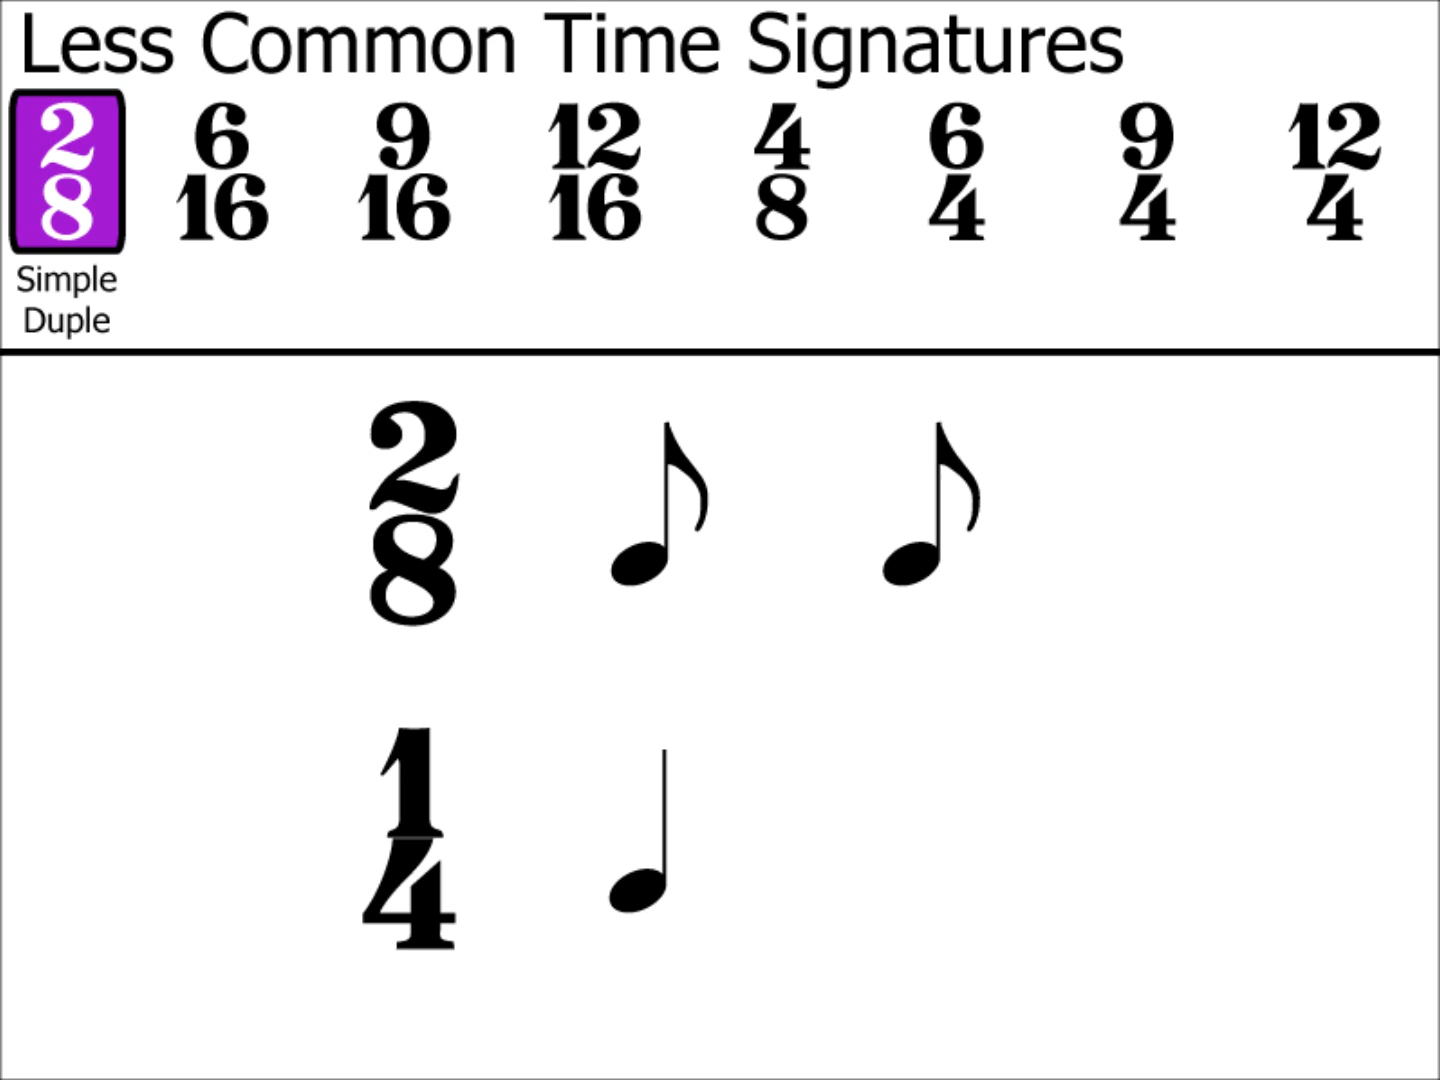 Less Common Time Signatures
2 6 9 12 4 6 9 12
8 16 16 16 8 4 4 4
Simple
Duple
2
8
1
4